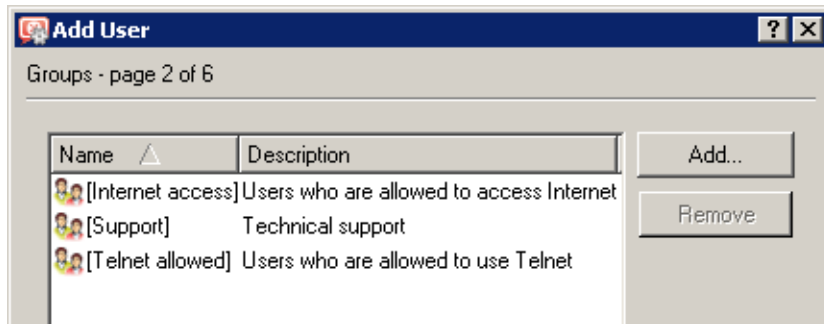 Add User
Groups - page 2 of 6
Name Description Add...
[Internet access] Users who are allowed to access Internet
[Support] Technical support Remove
[Telnet allowed] Users who are allowed to use Telnet